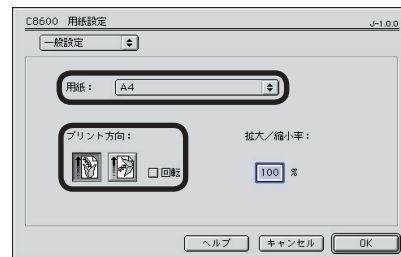 C8600 用紙設定 J-1.0.0
一般設定
用紙： A4
プリント方向： 拡大／縮小率：
回転 100 %
ヘルプ キャンセル OK